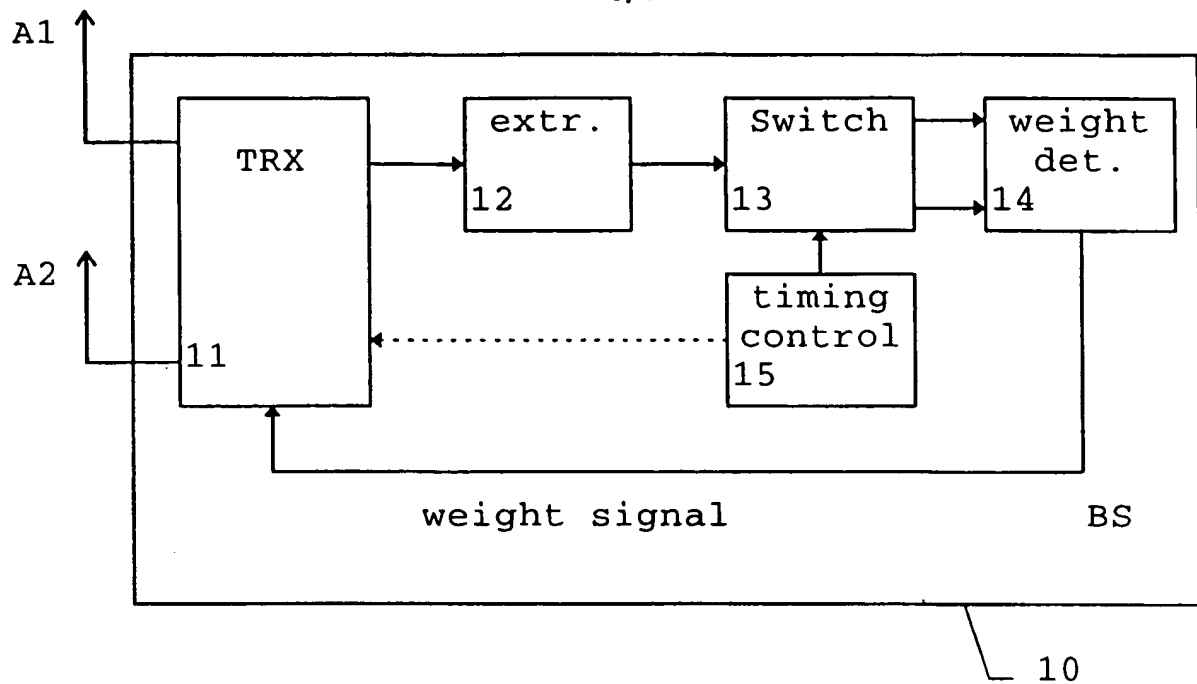 A1
TRX
11
extr.
12
Switch
13
weight
det.
14
A2
timing
control
15
weight signal
BS
10